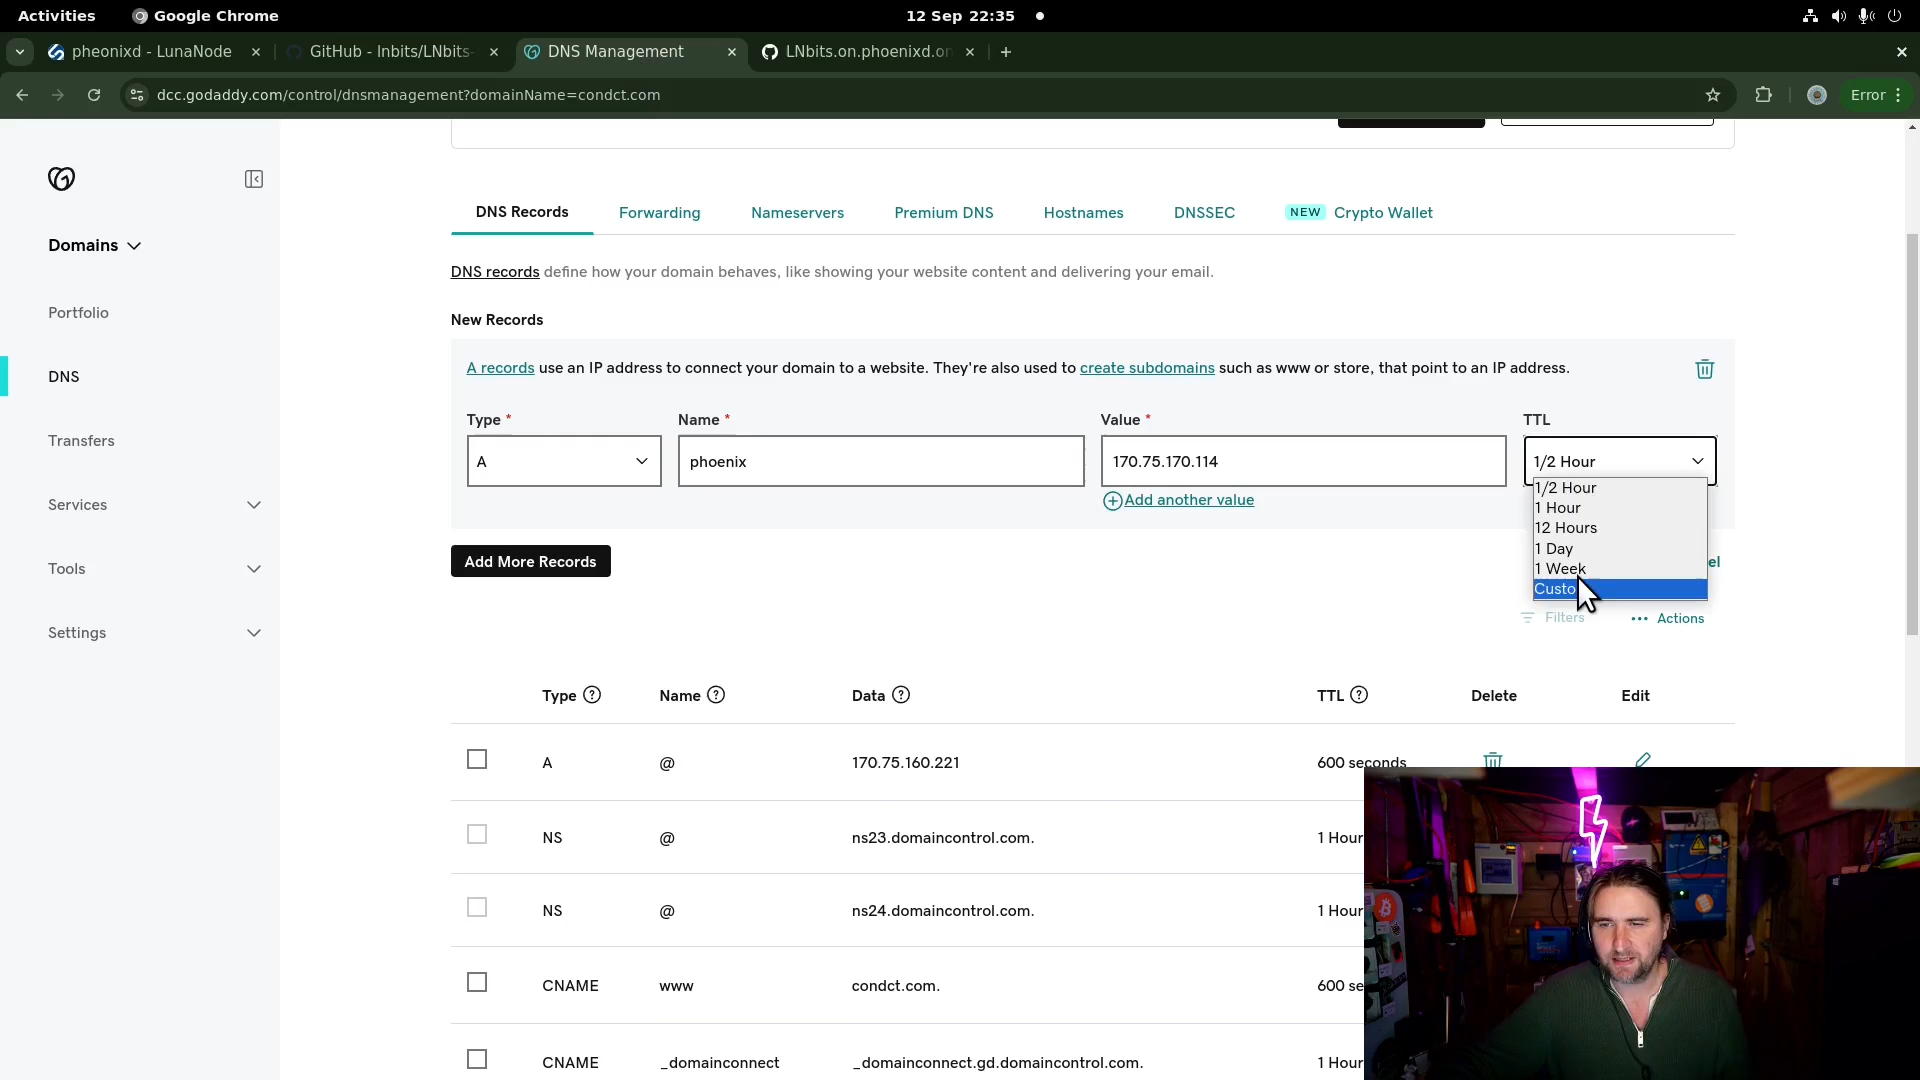 Activities
Google Chrome
12 Sep 22:35
pheonixd - LunaNode
GitHub - lnbits/LNbits-
DNS Management
LNbits.on.phoenixd.on
dcc.godaddy.com/control/dnsmanagement?domainName=condct.com
Error
Domains
Portfolio
DNS
Transfers
Services
Tools
Settings
DNS Records
Forwarding
Nameservers
Premium DNS
Hostnames
DNSSEC
NEW Crypto Wallet
DNS records define how your domain behaves, like showing your website content and delivering your email.
New Records
A records use an IP address to connect your domain to a website. They're also used to create subdomains such as www or store, that point to an IP address.
Type * Name * Value * TTL
A phoenix 170.75.170.114 1/2 Hour
Add another value
1/2 Hour
1 Hour
12 Hours
1 Day
1 Week
Custo
Add More Records
el
Filters
Actions
Type Name Data TTL Delete Edit
A @ 170.75.160.221 600 seconds
NS @ ns23.domaincontrol.com. 1 Hour
NS @ ns24.domaincontrol.com. 1 Hour
CNAME www condct.com. 600 se
CNAME _domainconnect _domainconnect.gd.domaincontrol.com. 1 Hour